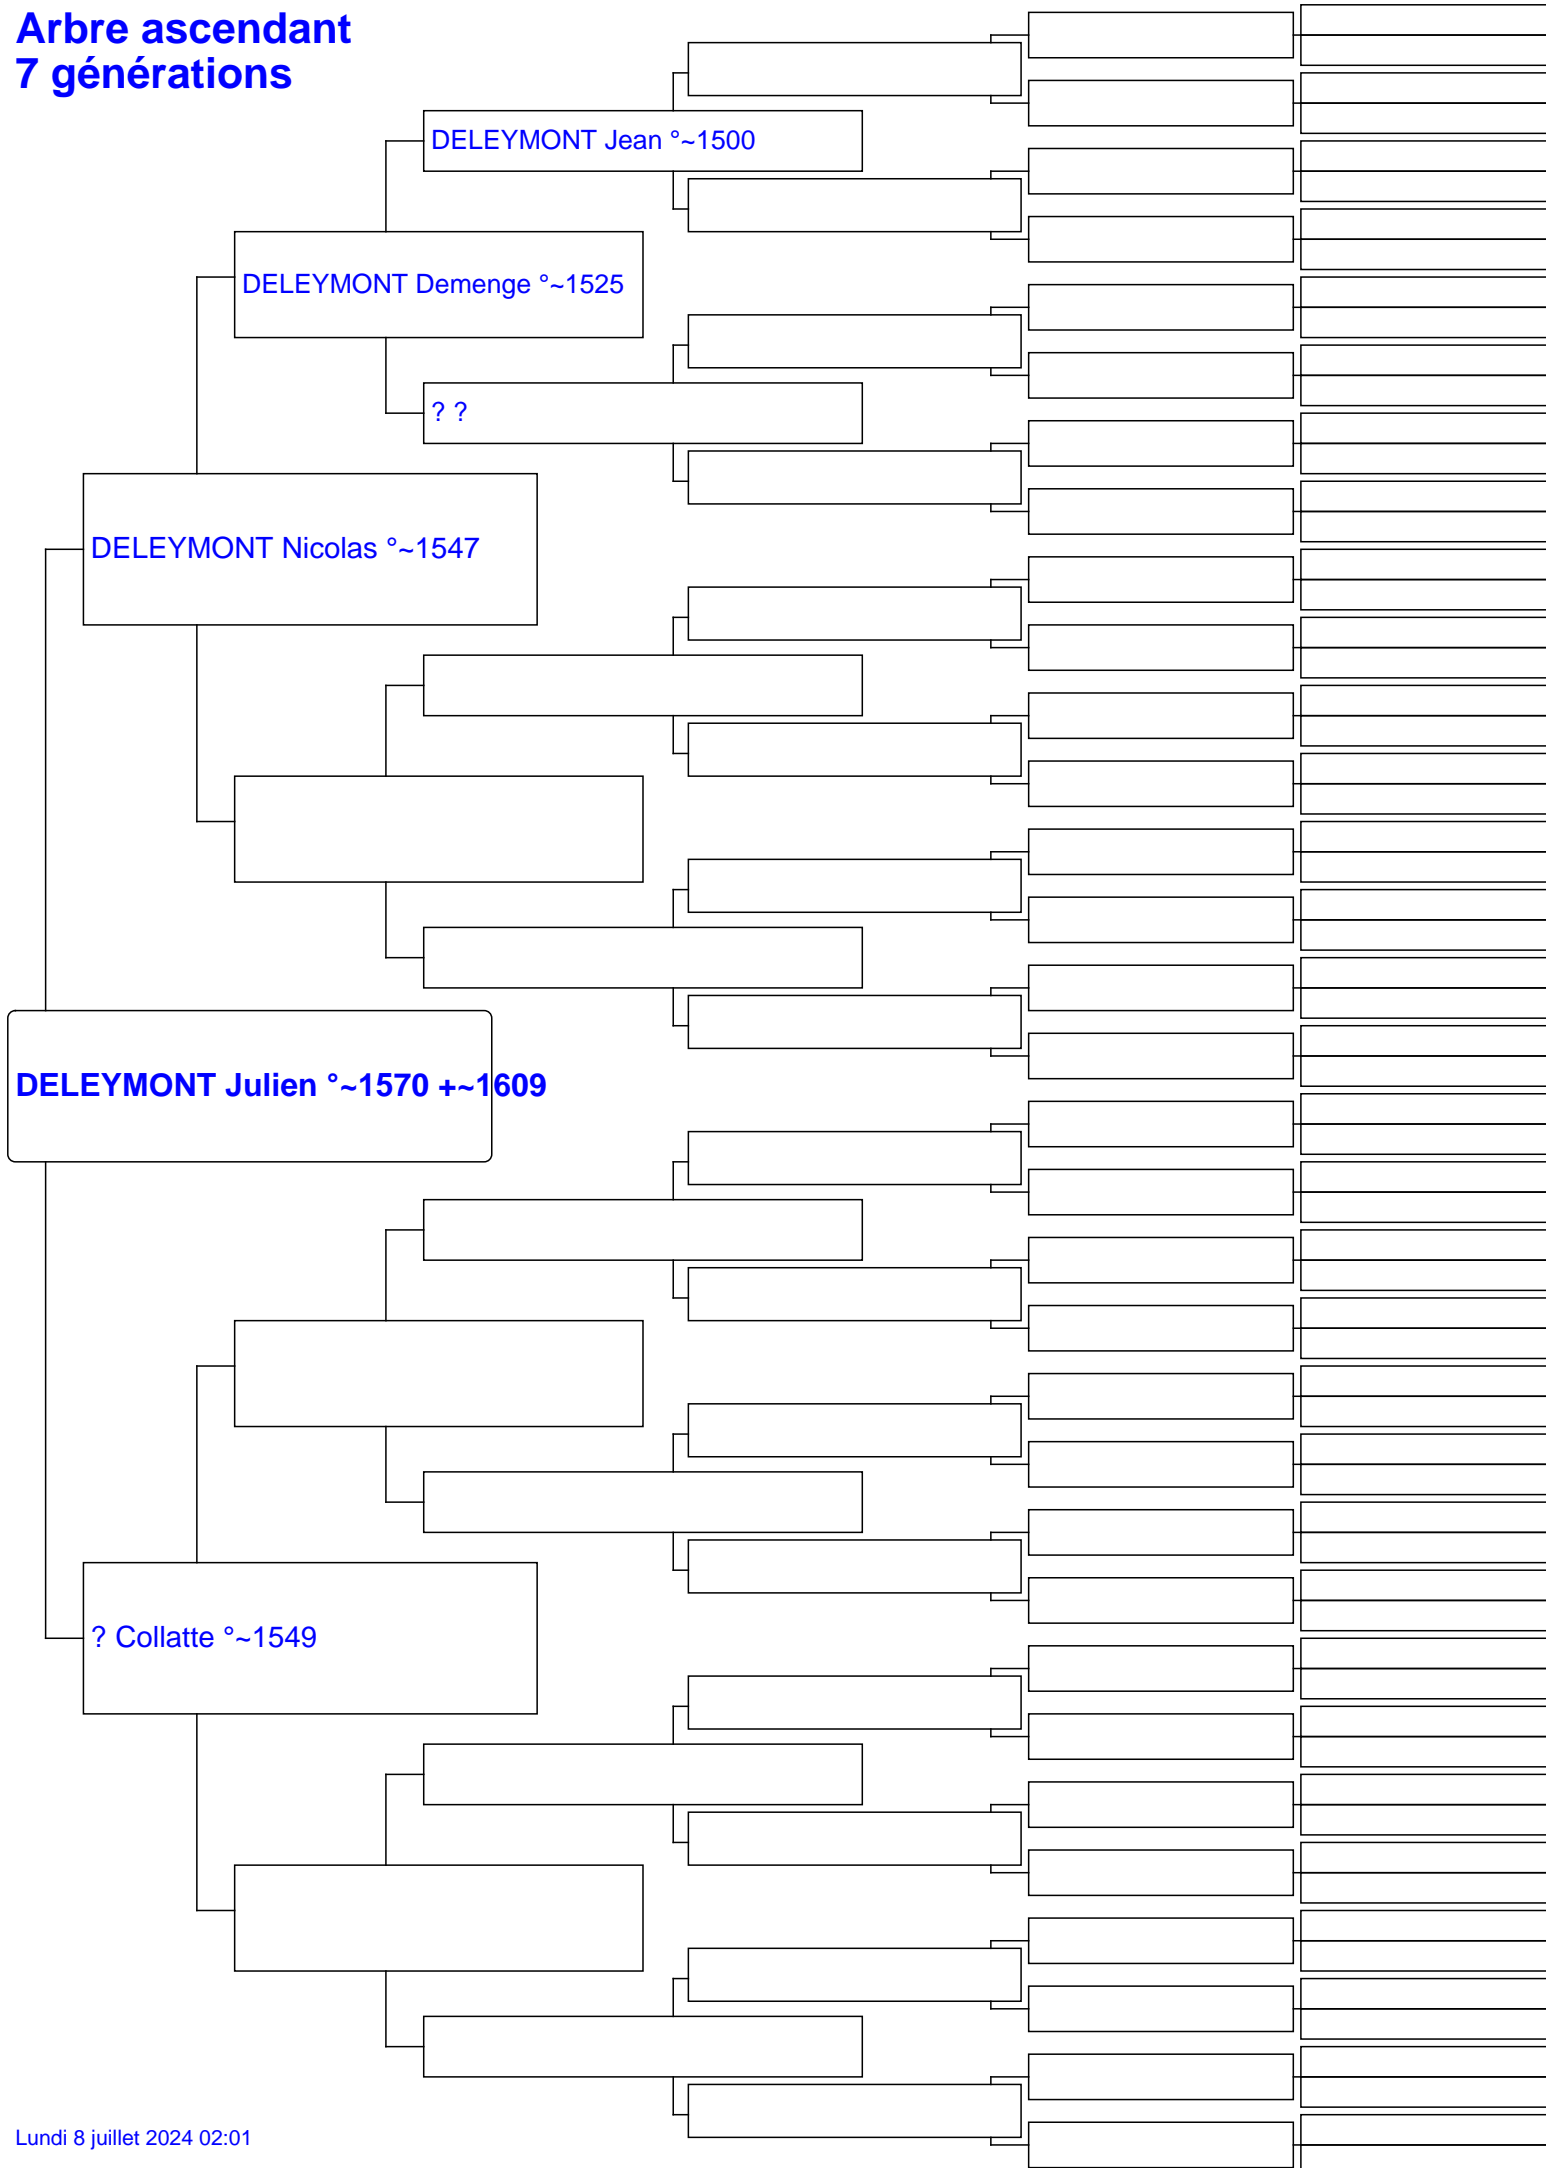 Arbre ascendant
7 générations
DELEYMONT Jean °~1500
DELEYMONT Demenge °~1525
? ?
DELEYMONT Nicolas °~1547
DELEYMONT Julien °~1570 +~1609
? Collatte °~1549
Lundi 8 juillet 2024 02:01